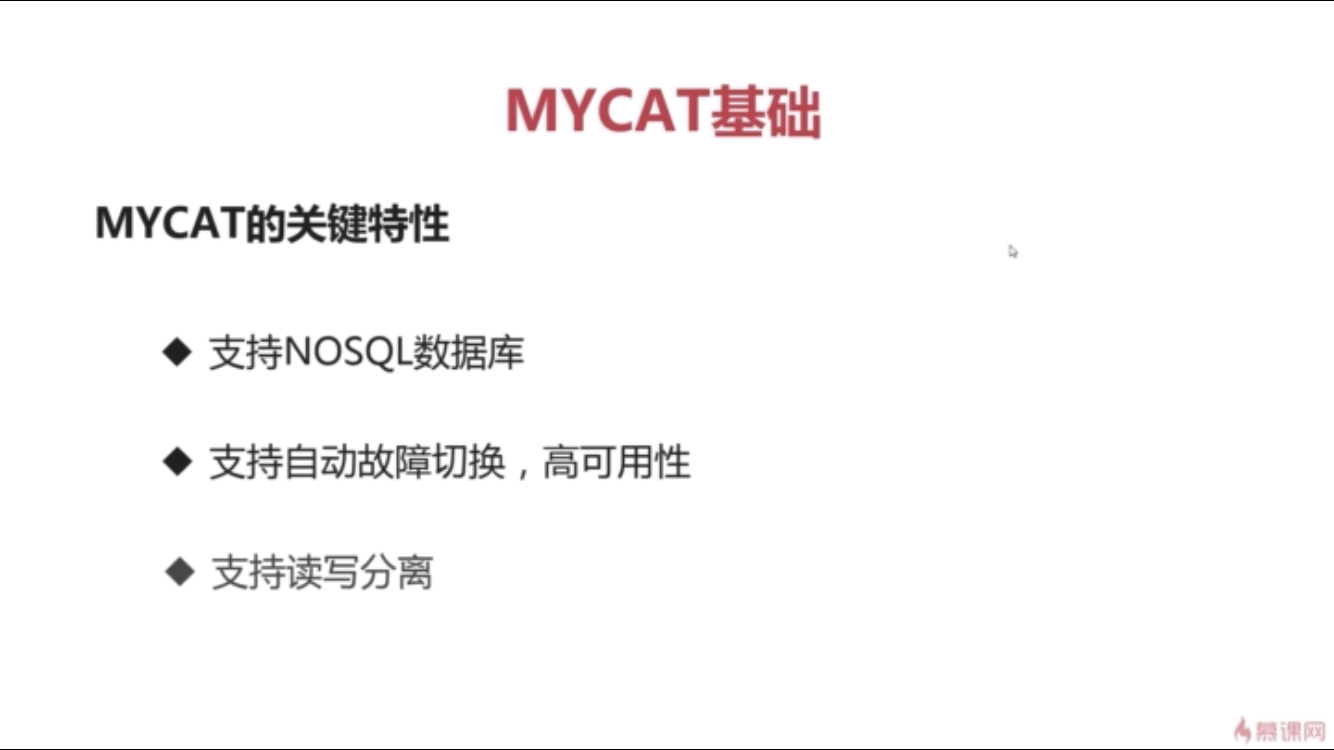 MYCAT基础
MYCAT的关键特性
◆ 支持NOSQL数据库
◆ 支持自动故障切换，高可用性
◆ 支持读写分离
慕课网